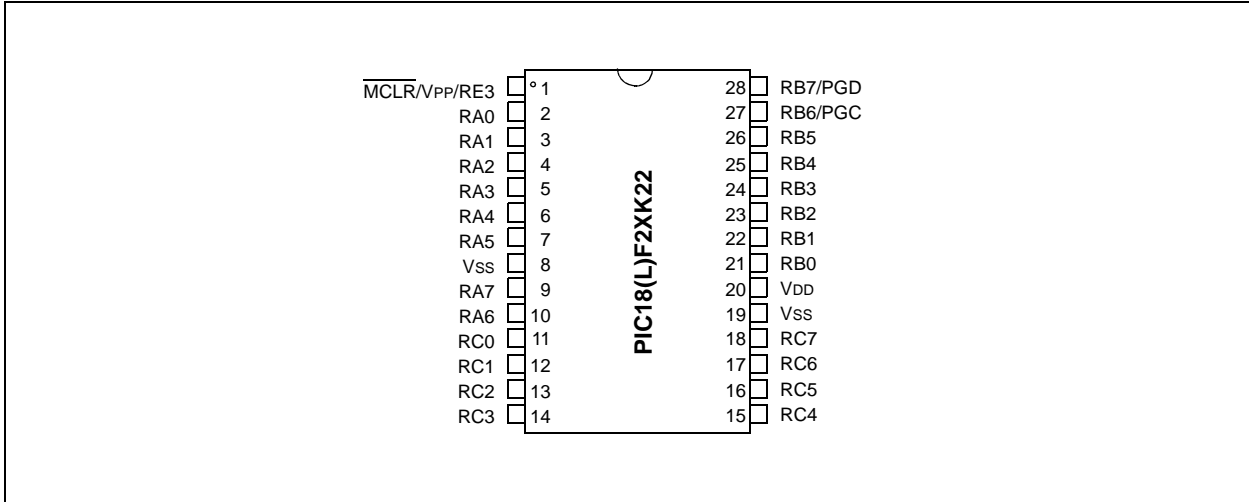 MCLR/VPP/RE3 1 28 RB7/PGD
RA0 2 27 RB6/PGC
RA1 3 26 RB5
RA2 4 25 RB4
RA3 5 24 RB3
RA4 6 23 RB2
RA5 7 22 RB1
VSS 8 21 RB0
RA7 9 20 VDD
RA6 10 19 VSS
RC0 11 18 RC7
RC1 12 17 RC6
RC2 13 16 RC5
RC3 14 15 RC4
PIC18(L)F2XK22